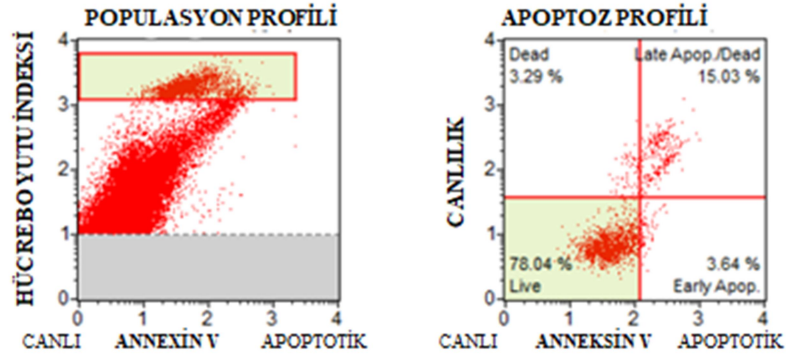 POPULASYON PROFİLİ
HÜCRE BOYUTU İNDEKSİ
4
3
2
1
0
0 1 2 3 4
CANLI ANNEXİN V APOPTOTİK
APOPTOZ PROFİLİ
CANLILIK
4
3
2
1
0
Dead
3.29 %
Late Apop./Dead
15.03 %
78.04 %
Live
3.64 %
Early Apop.
0 1 2 3 4
CANLI ANNEKSİN V APOPTOTİK